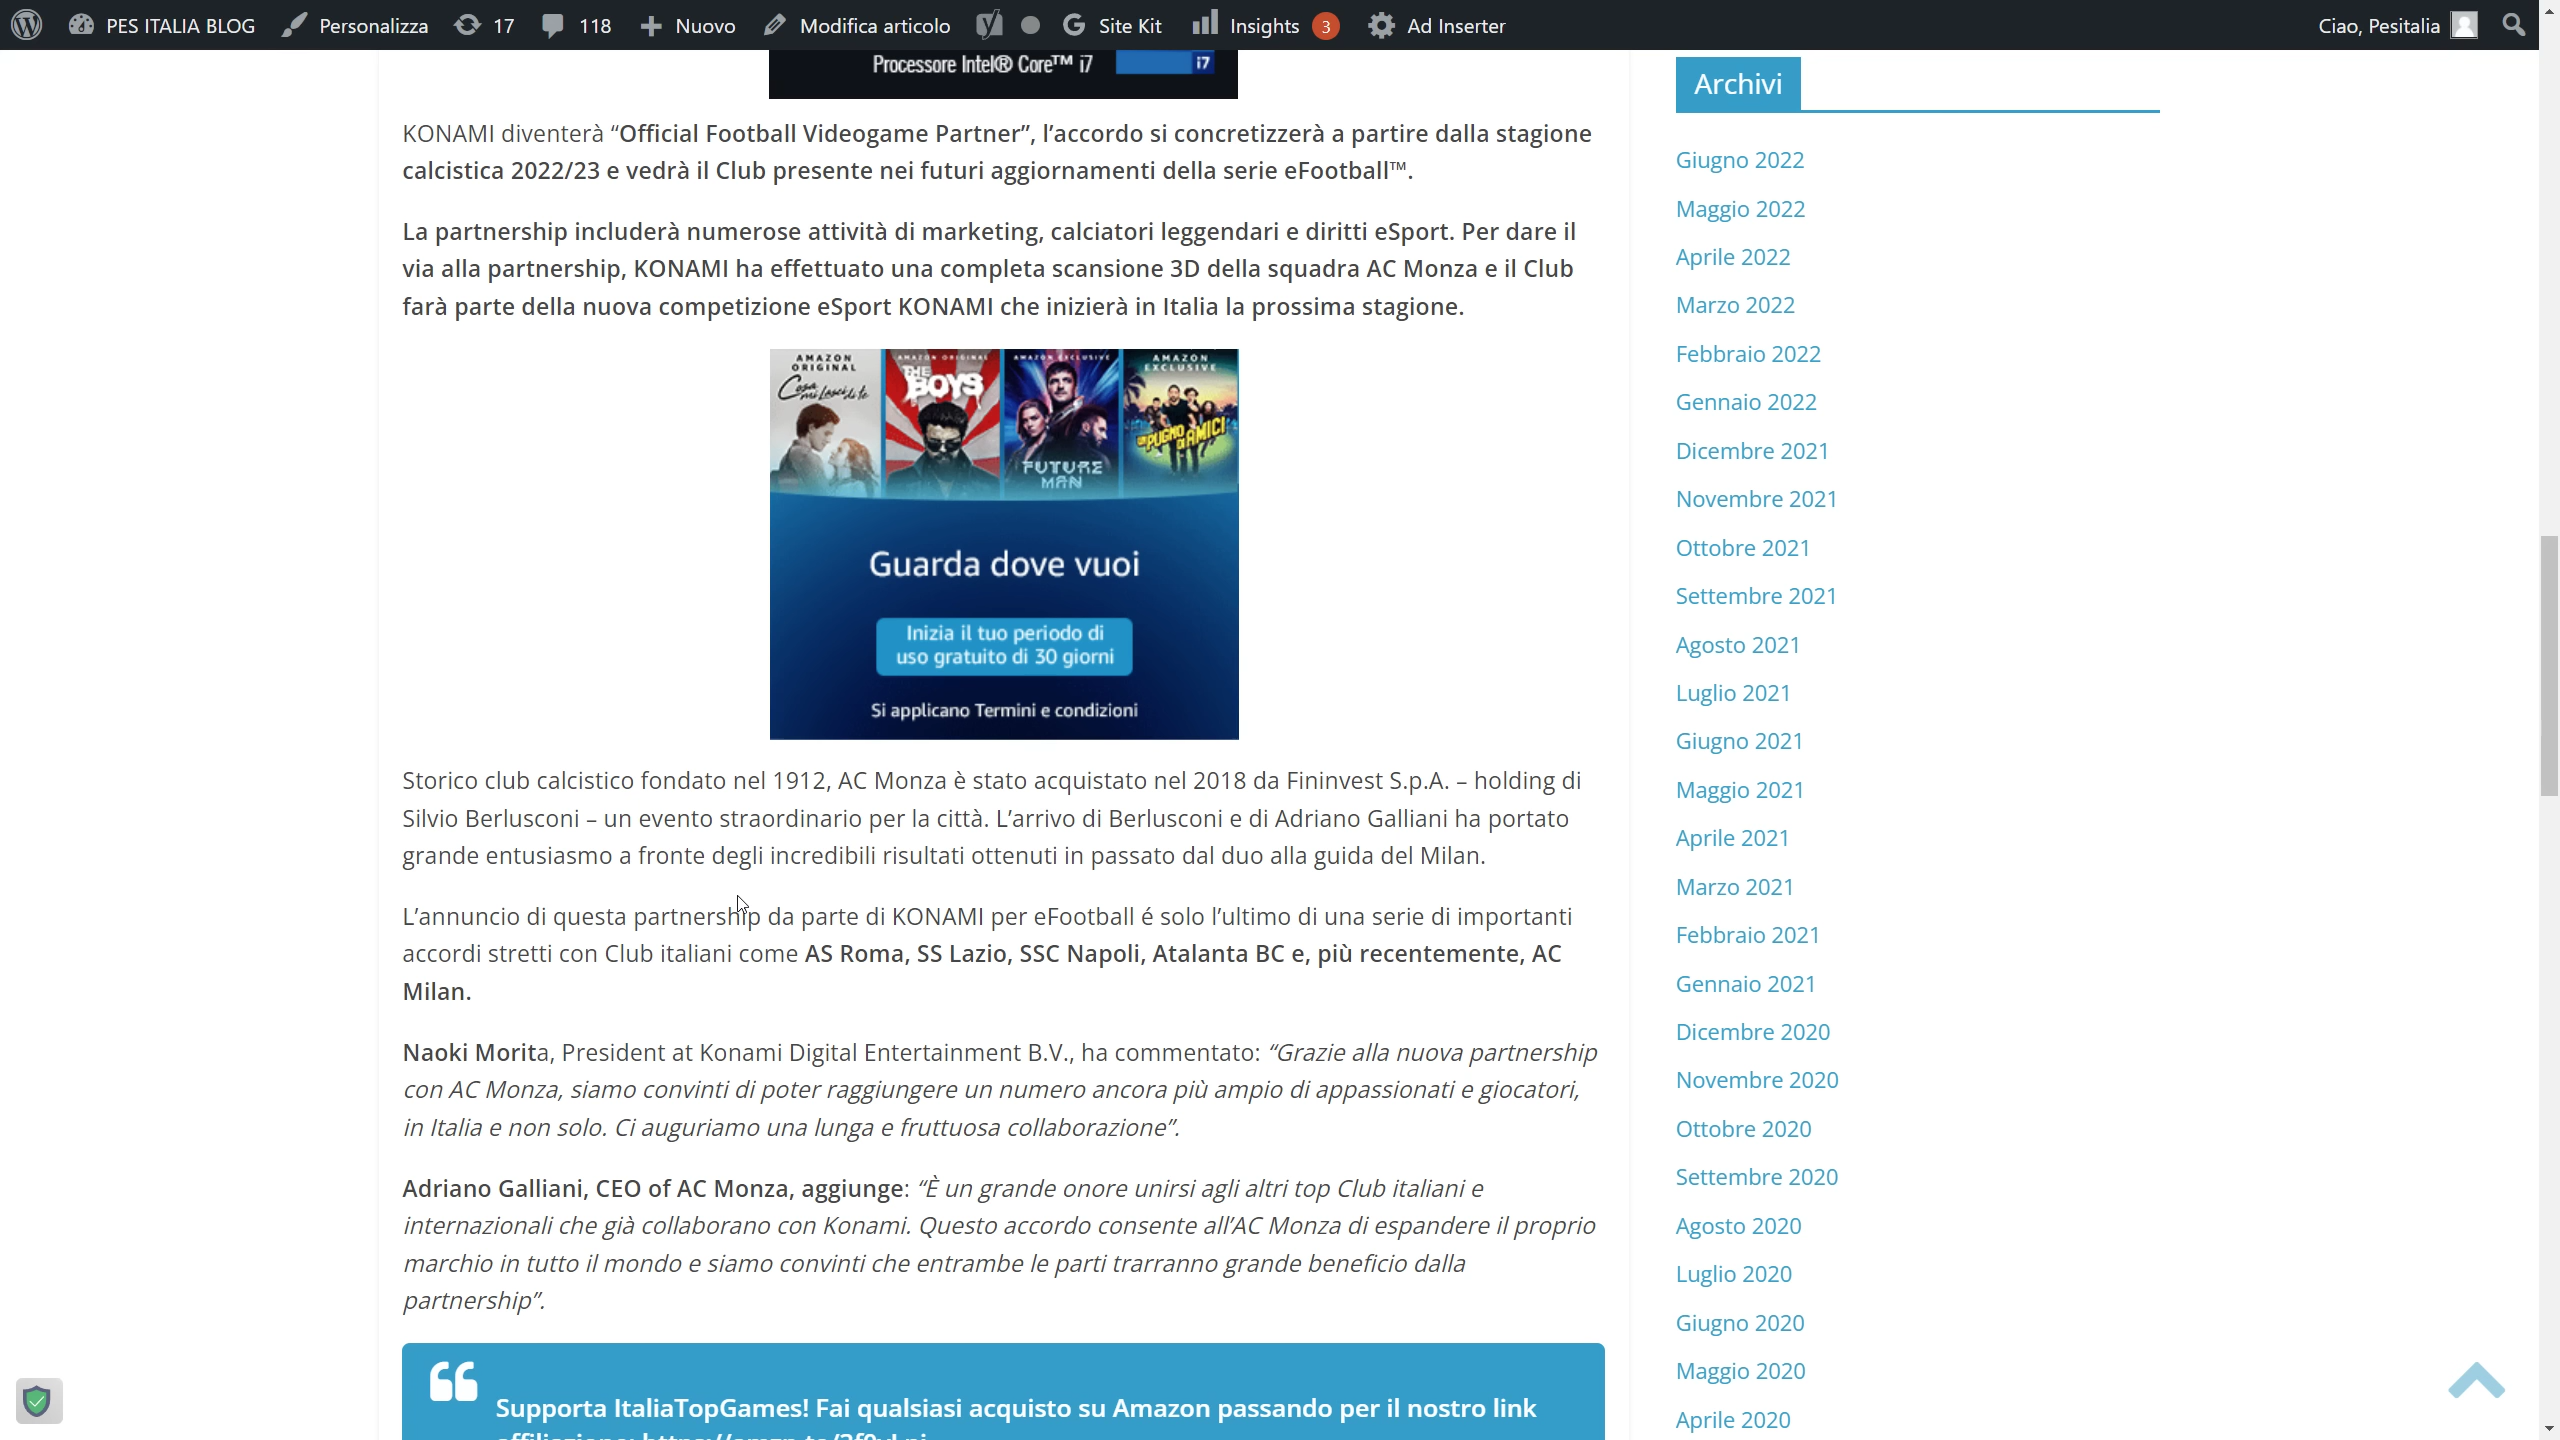 PES ITALIA BLOG Personalizza 17 118 Nuovo Modifica articolo Site Kit Insights 3 Ad Inserter Ciao, Pesitalia
Processore Intel® Core™ i7 i7
KONAMI diventerà “Official Football Videogame Partner”, l’accordo si concretizzerà a partire dalla stagione
calcistica 2022/23 e vedrà il Club presente nei futuri aggiornamenti della serie eFootball™.
La partnership includerà numerose attività di marketing, calciatori leggendari e diritti eSport. Per dare il
via alla partnership, KONAMI ha effettuato una completa scansione 3D della squadra AC Monza e il Club
farà parte della nuova competizione eSport KONAMI che inizierà in Italia la prossima stagione.
AMAZON ORIGINAL
Cosa mi lasci di te
AMAZON ORIGINAL
THE BOYS
AMAZON EXCLUSIVE
FUTURE MAN
AMAZON EXCLUSIVE
UN PUGNO DI AMICI
Guarda dove vuoi
Inizia il tuo periodo di
uso gratuito di 30 giorni
Si applicano Termini e condizioni
Storico club calcistico fondato nel 1912, AC Monza è stato acquistato nel 2018 da Fininvest S.p.A. – holding di
Silvio Berlusconi – un evento straordinario per la città. L’arrivo di Berlusconi e di Adriano Galliani ha portato
grande entusiasmo a fronte degli incredibili risultati ottenuti in passato dal duo alla guida del Milan.
L’annuncio di questa partnership da parte di KONAMI per eFootball é solo l’ultimo di una serie di importanti
accordi stretti con Club italiani come AS Roma, SS Lazio, SSC Napoli, Atalanta BC e, più recentemente, AC
Milan.
Naoki Morita, President at Konami Digital Entertainment B.V., ha commentato: “Grazie alla nuova partnership
con AC Monza, siamo convinti di poter raggiungere un numero ancora più ampio di appassionati e giocatori,
in Italia e non solo. Ci auguriamo una lunga e fruttuosa collaborazione”.
Adriano Galliani, CEO of AC Monza, aggiunge: “È un grande onore unirsi agli altri top Club italiani e
internazionali che già collaborano con Konami. Questo accordo consente all’AC Monza di espandere il proprio
marchio in tutto il mondo e siamo convinti che entrambe le parti trarranno grande beneficio dalla
partnership”.
Supporta ItaliaTopGames! Fai qualsiasi acquisto su Amazon passando per il nostro link
Archivi
Giugno 2022
Maggio 2022
Aprile 2022
Marzo 2022
Febbraio 2022
Gennaio 2022
Dicembre 2021
Novembre 2021
Ottobre 2021
Settembre 2021
Agosto 2021
Luglio 2021
Giugno 2021
Maggio 2021
Aprile 2021
Marzo 2021
Febbraio 2021
Gennaio 2021
Dicembre 2020
Novembre 2020
Ottobre 2020
Settembre 2020
Agosto 2020
Luglio 2020
Giugno 2020
Maggio 2020
Aprile 2020